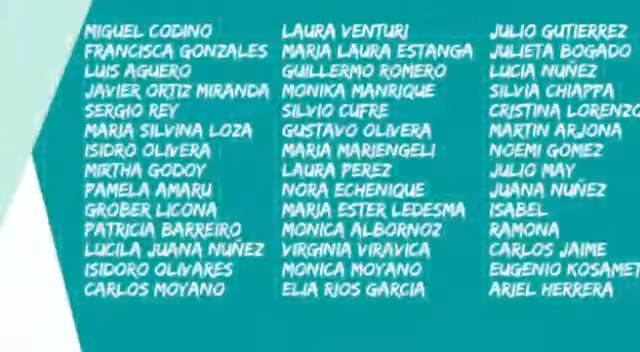 MIGUEL CODINO
FRANCISCA GONZALES
LUIS AGUERO
JAVIER ORTIZ MIRANDA
SERGIO REY
MARIA SILVINA LOZA
ISIDRO OLIVERA
MIRTHA GODOY
PAMELA AMARU
GROBER LICONA
PATRICIA BARREIRO
LUCILA JUANA NUÑEZ
ISIDORO OLIVARES
CARLOS MOYANO
LAURA VENTURI
MARIA LAURA ESTANGA
GUILLERMO ROMERO
MONIKA MANRIQUE
SILVIO CUFRE
GUSTAVO OLIVERA
MARIA MARIENGELI
LAURA PEREZ
NORA ECHENIQUE
MARIA ESTER LEDESMA
MONICA ALBORNOZ
VIRGINIA VIRAVICA
MONICA MOYANO
ELIA RIOS GARCIA
JULIO GUTIERREZ
JULIETA BOGADO
LUCIA NUÑEZ
SILVIA CHIAPPA
CRISTINA LORENZO
MARTIN ARJONA
NOEMI GOMEZ
JULIO MAY
JUANA NUÑEZ
ISABEL
RAMONA
CARLOS JAIME
EUGENIO KOSAMET
ARIEL HERRERA